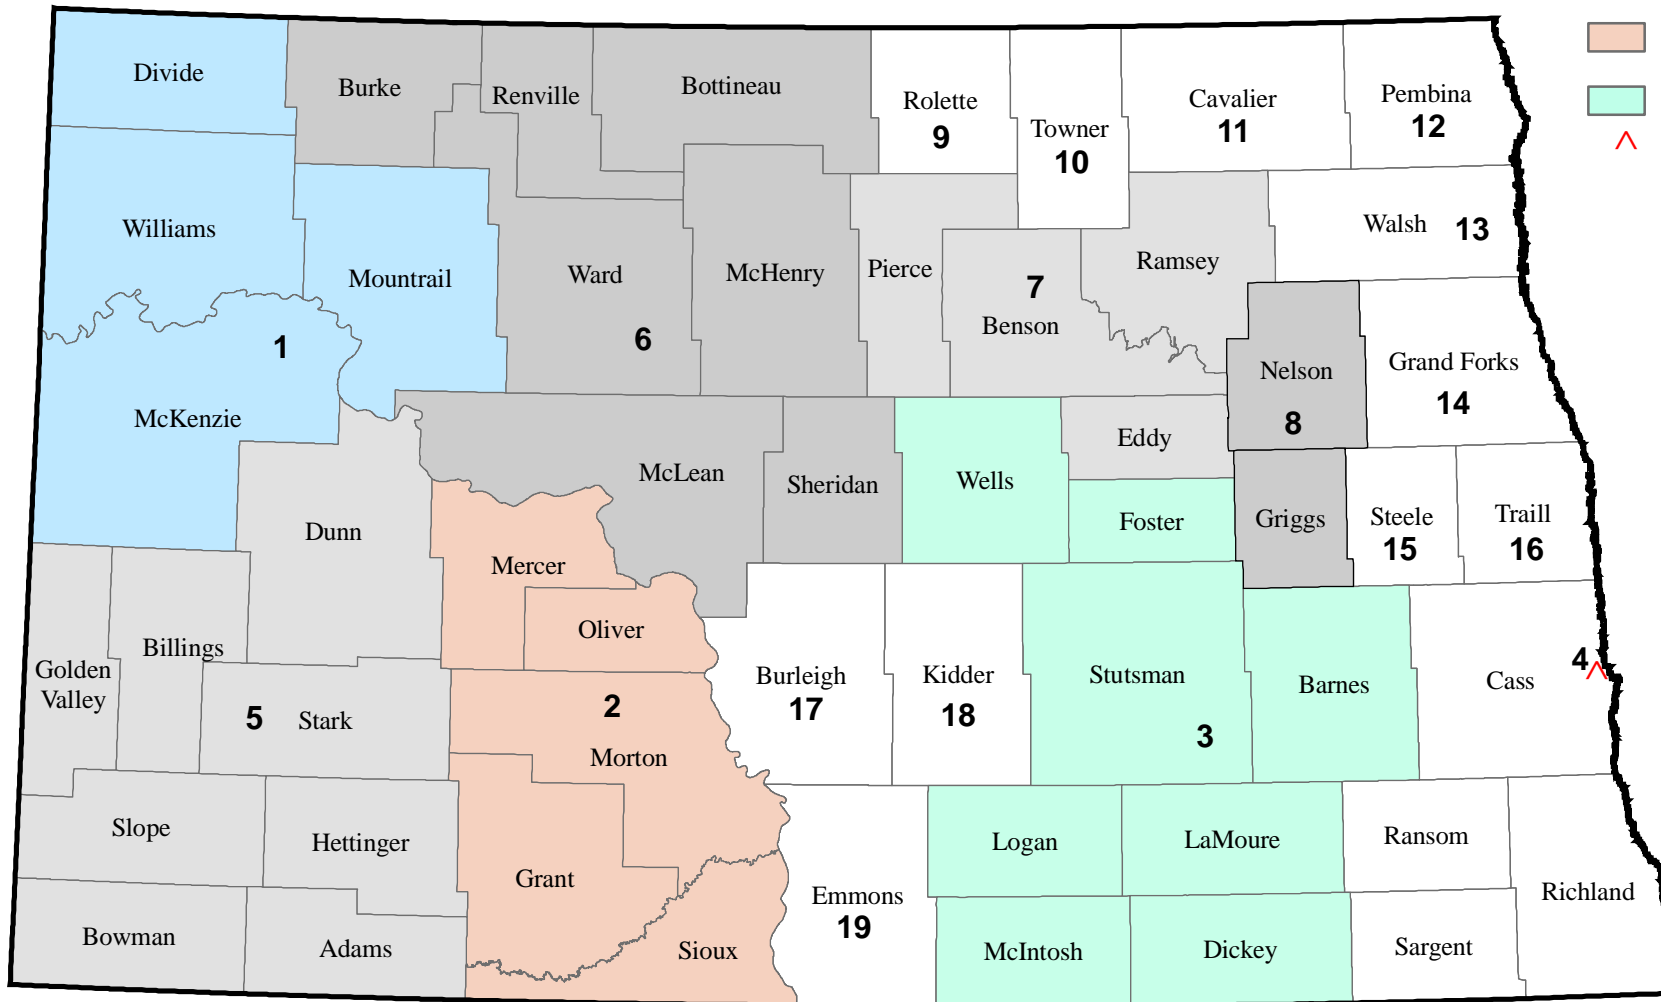 Divide
Burke
Renville
Bottineau
Rolette
9
Towner
10
Cavalier
11
Pembina
12
Williams
Mountrail
Ward
6
McHenry
Pierce
7
Benson
Ramsey
Walsh 13
1
McKenzie
Nelson
8
Grand Forks
14
McLean
Sheridan
Wells
Eddy
Foster
Griggs
Steele
15
Traill
16
Dunn
Mercer
Oliver
Golden
Valley
Billings
5 Stark
2
Morton
Burleigh
17
Kidder
18
Stutsman
3
Barnes
Cass
4
Slope
Hettinger
Grant
Emmons
19
Logan
LaMoure
Ransom
Richland
Bowman
Adams
Sioux
McIntosh
Dickey
Sargent